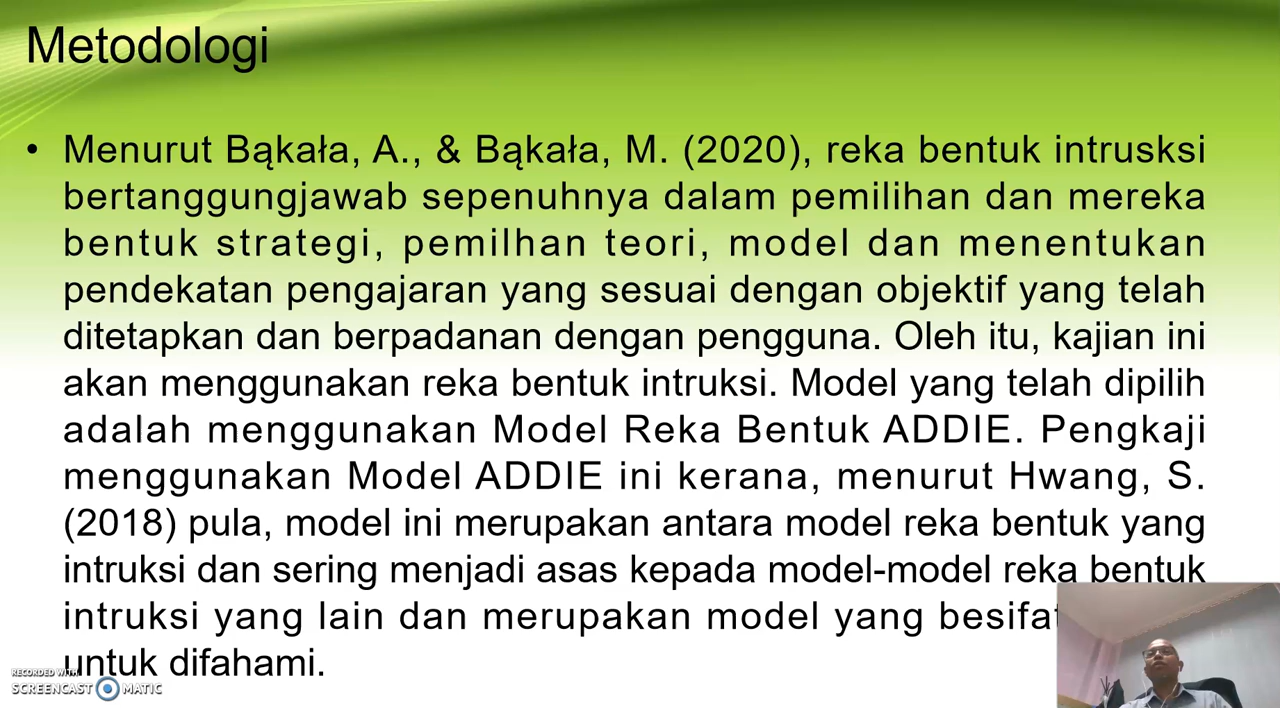 Metodologi
• Menurut Bąkała, A., & Bąkała, M. (2020), reka bentuk intrusksi
bertanggungjawab sepenuhnya dalam pemilihan dan mereka
bentuk strategi, pemilhan teori, model dan menentukan
pendekatan pengajaran yang sesuai dengan objektif yang telah
ditetapkan dan berpadanan dengan pengguna. Oleh itu, kajian ini
akan menggunakan reka bentuk intruksi. Model yang telah dipilih
adalah menggunakan Model Reka Bentuk ADDIE. Pengkaji
menggunakan Model ADDIE ini kerana, menurut Hwang, S.
(2018) pula, model ini merupakan antara model reka bentuk yang
intruksi dan sering menjadi asas kepada model-model reka bentuk
intruksi yang lain dan merupakan model yang
untuk difahami.
RECORDED WITH
SCREENCAST MATIC